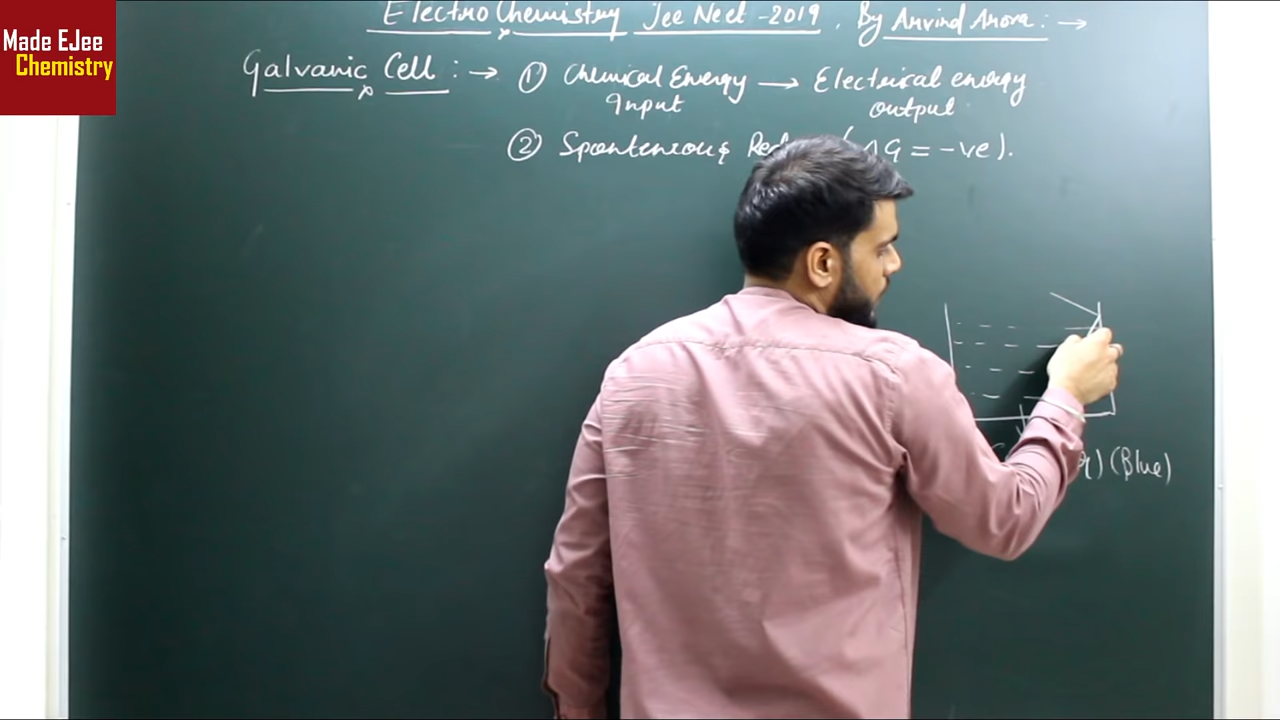 Electro Chemistry Jee Neet - 2019. By Arvind Arora : →
Made EJee
Chemistry
Galvanic Cell : → ① Chemical Energy → Electrical energy
Input output
② Spontaneous (ΔG = -ve).
(Blue)